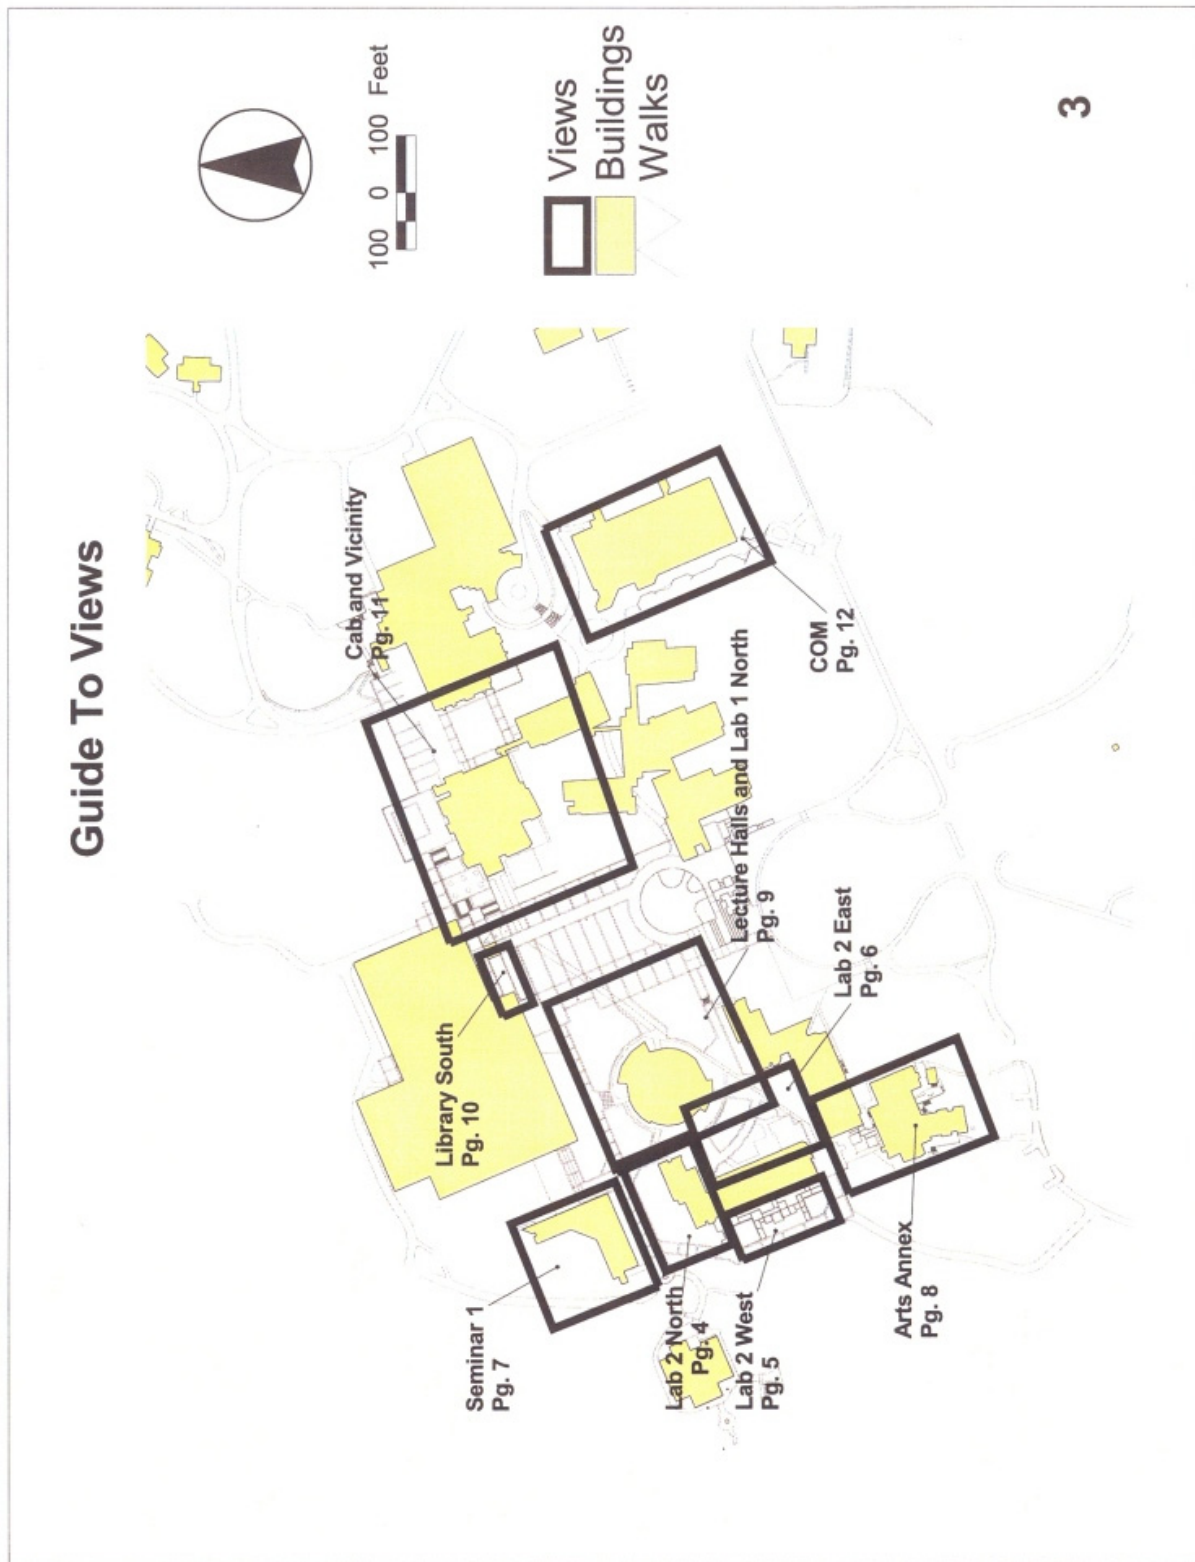 Guide To Views
100 0 100 Feet
Views
Buildings
Walks
Cab and Vicinity
Pg. 11
Library South
Pg. 10
Seminar 1
Pg. 7
Lab 2 North
Pg. 4
Lab 2 West
Pg. 5
Arts Annex
Pg. 8
Lab 2 East
Pg. 6
Lecture Halls and Lab 1 North
Pg. 9
COM
Pg. 12
3